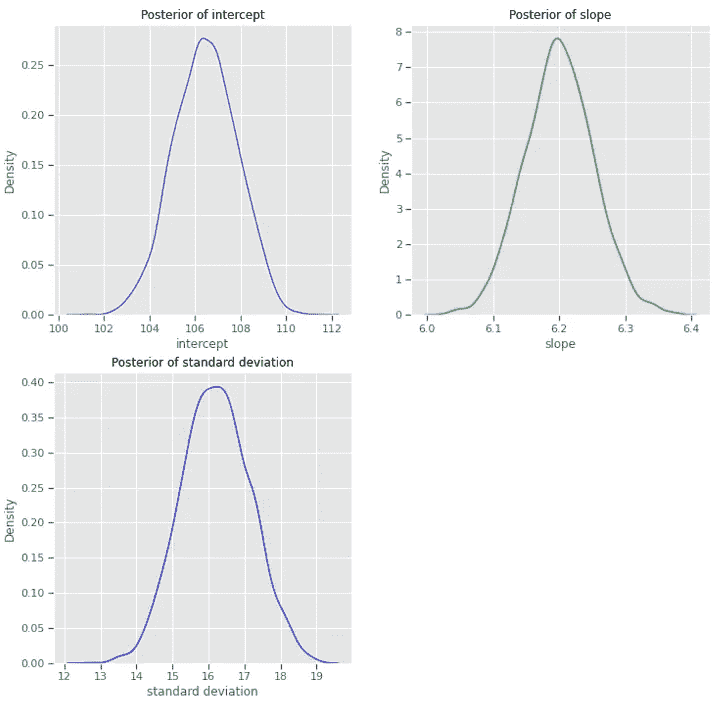 Posterior of intercept
Density
0.25
0.20
0.15
0.10
0.05
0.00
100 102 104 106 108 110 112
intercept
Posterior of slope
Density
8
7
6
5
4
3
2
1
0
6.0 6.1 6.2 6.3 6.4
slope
Posterior of standard deviation
Density
0.40
0.35
0.30
0.25
0.20
0.15
0.10
0.05
0.00
12 13 14 15 16 17 18 19
standard deviation